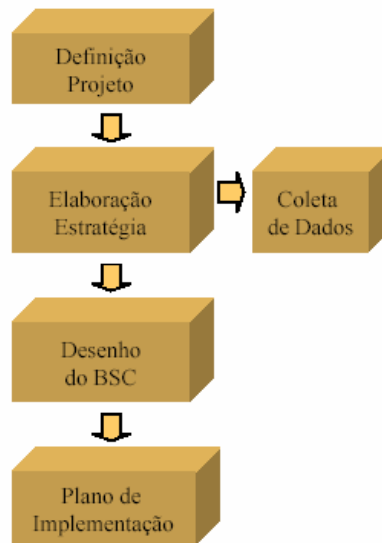 Definição
Projeto
Elaboração
Estratégia
Coleta
de Dados
Desenho
do BSC
Plano de
Implementação